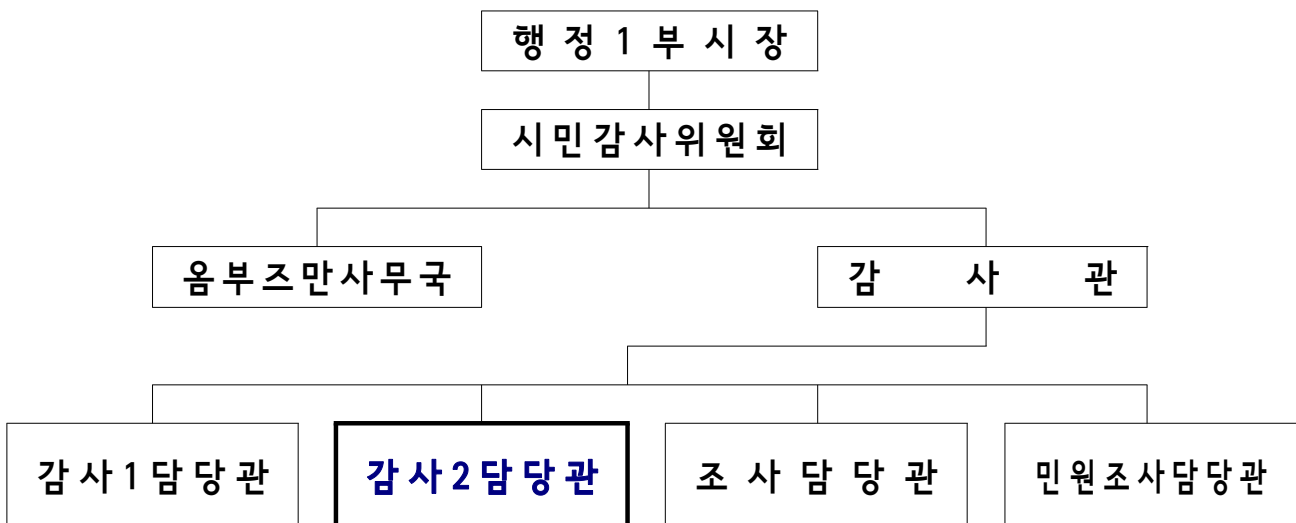 행정1부시장
시민감사위원회
옴부즈만사무국
감사관
감사1담당관
감사2담당관
조사담당관
민원조사담당관